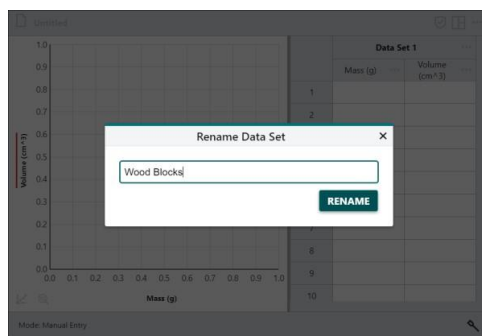 Untitled
1.0
0.9
0.8
0.7
0.6
0.5
0.4
0.3
0.2
0.1
0.0
Volume (cm^3)
0.0 0.1 0.2 0.3 0.4 0.5 0.6 0.7 0.8 0.9 1.0
Mass (g)
Data Set 1
Mass (g)
Volume
(cm^3)
1
2
Rename Data Set
Wood Blocks
RENAME
8
9
10
Mode: Manual Entry